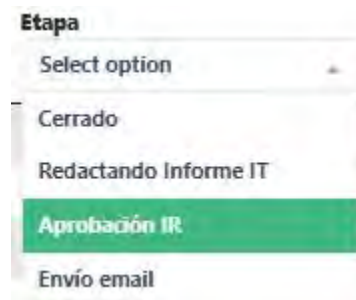 Etapa
Select option
Cerrado
Redactando Informe IT
Aprobación IR
Envío email